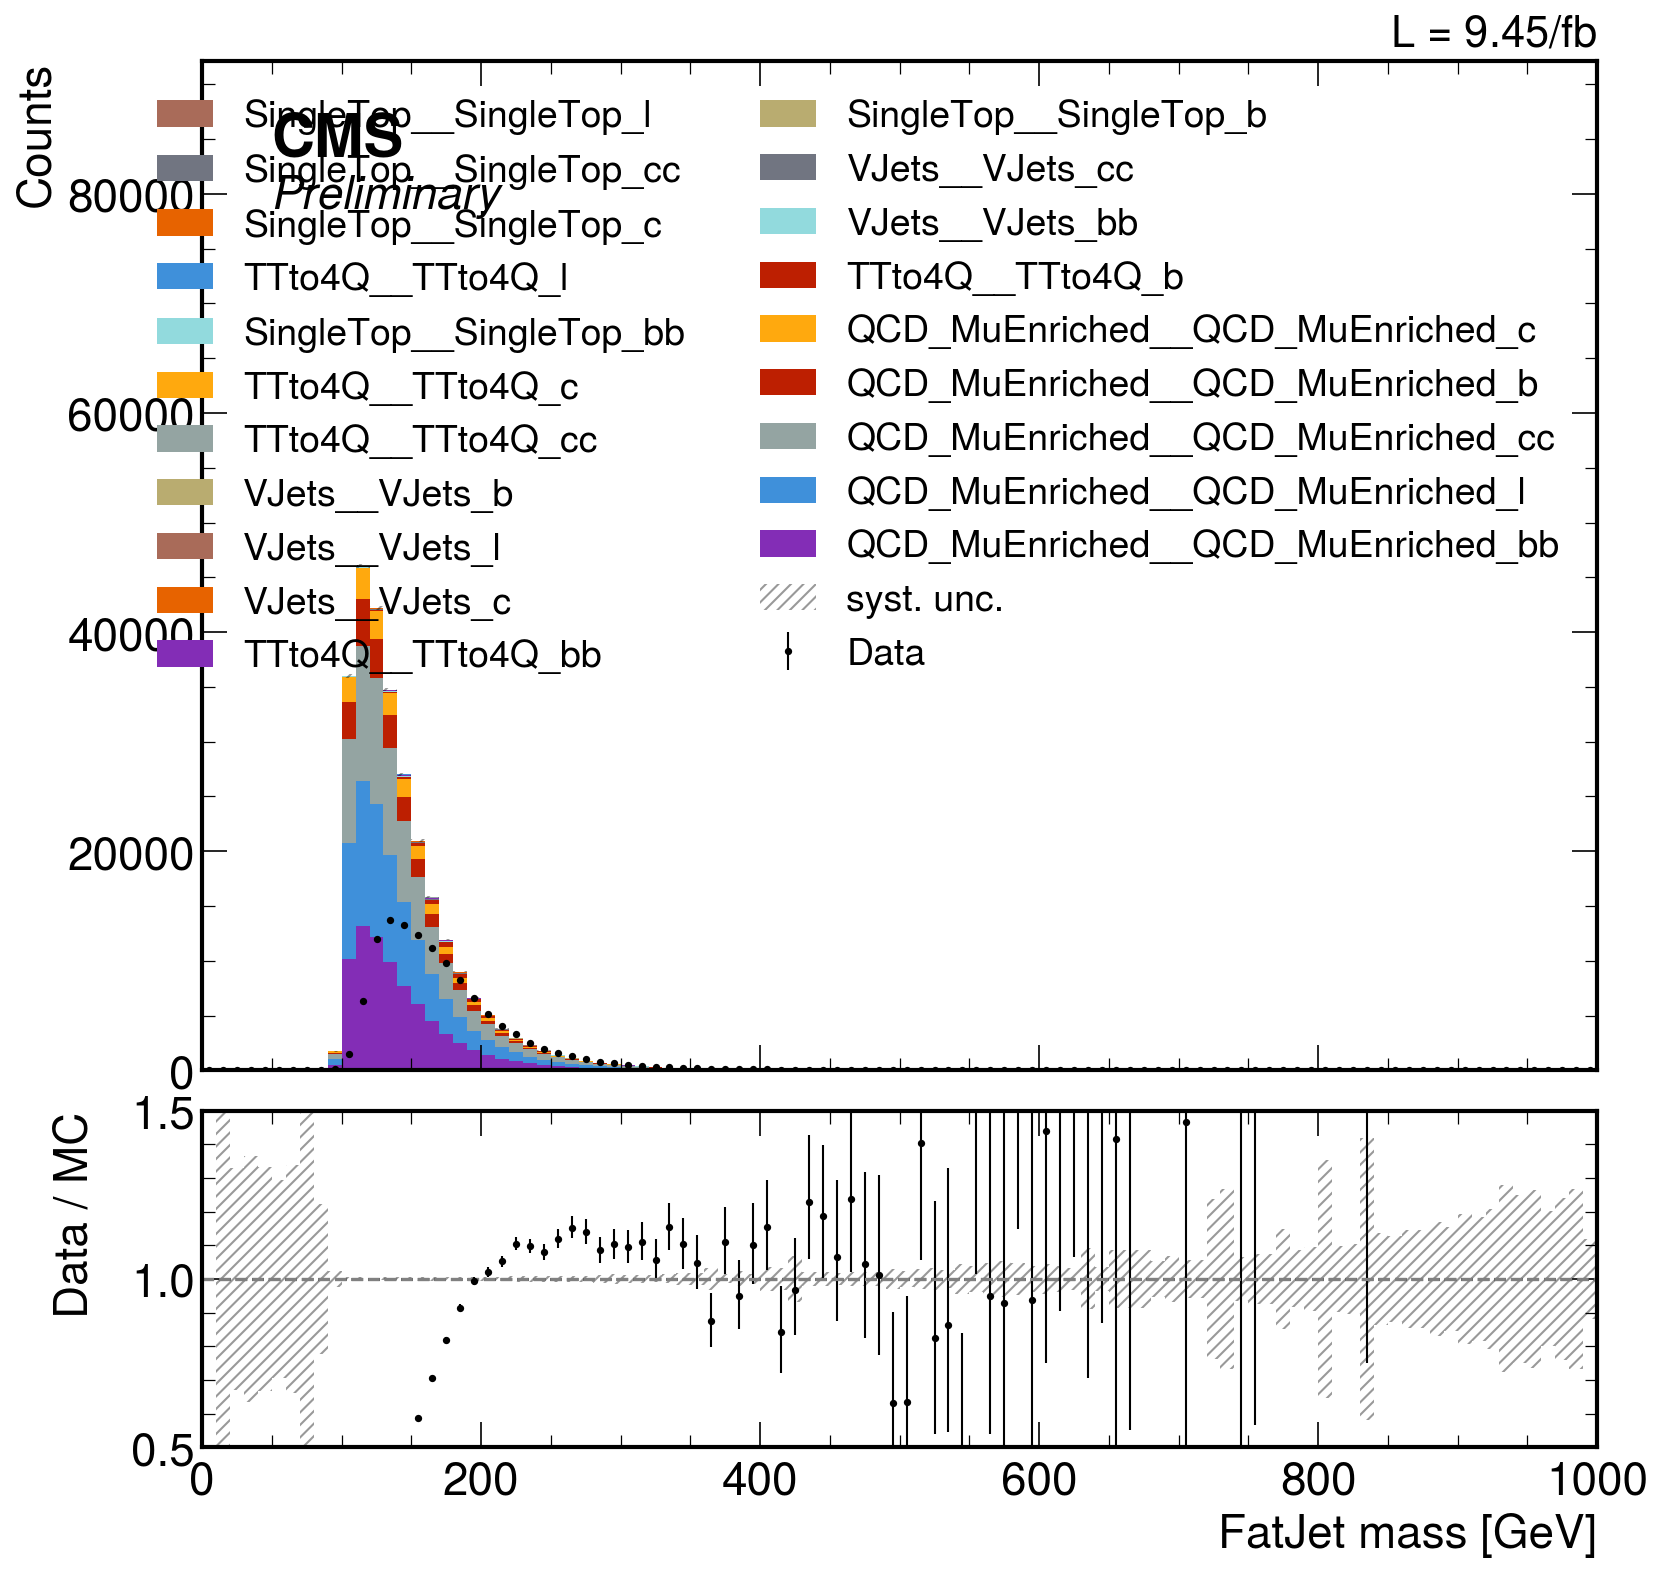 L = 9.45/fb
Counts
CMS
Preliminary
SingleTop__SingleTop_l
SingleTop__SingleTop_cc
SingleTop__SingleTop_c
TTto4Q__TTto4Q_l
SingleTop__SingleTop_bb
TTto4Q__TTto4Q_c
TTto4Q__TTto4Q_cc
VJets__VJets_b
VJets__VJets_l
VJets__VJets_c
TTto4Q__TTto4Q_bb
SingleTop__SingleTop_b
VJets__VJets_cc
VJets__VJets_bb
TTto4Q__TTto4Q_b
QCD_MuEnriched__QCD_MuEnriched_c
QCD_MuEnriched__QCD_MuEnriched_b
QCD_MuEnriched__QCD_MuEnriched_cc
QCD_MuEnriched__QCD_MuEnriched_l
QCD_MuEnriched__QCD_MuEnriched_bb
syst. unc.
Data
80000
60000
40000
20000
0
Data / MC
1.5
1.0
0.5
0 200 400 600 800 1000
FatJet mass [GeV]